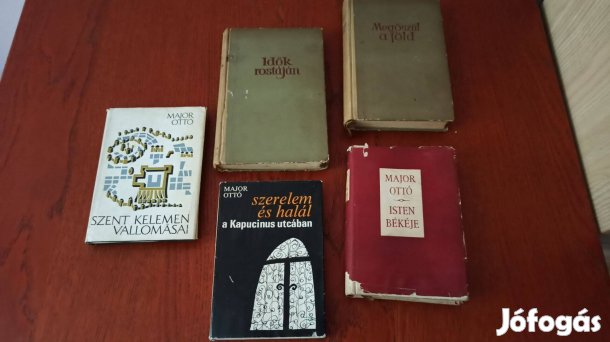 Idők
rostáján
Megőszül
a föld
MAJOR
OTTÓ
SZENT KELEMEN
VALLOMÁSAI
MAJOR
OTTÓ
szerelem
és halál
a Kapucinus utcában
MAJOR
OTTÓ
ISTEN
BÉKÉJE
Jófogás